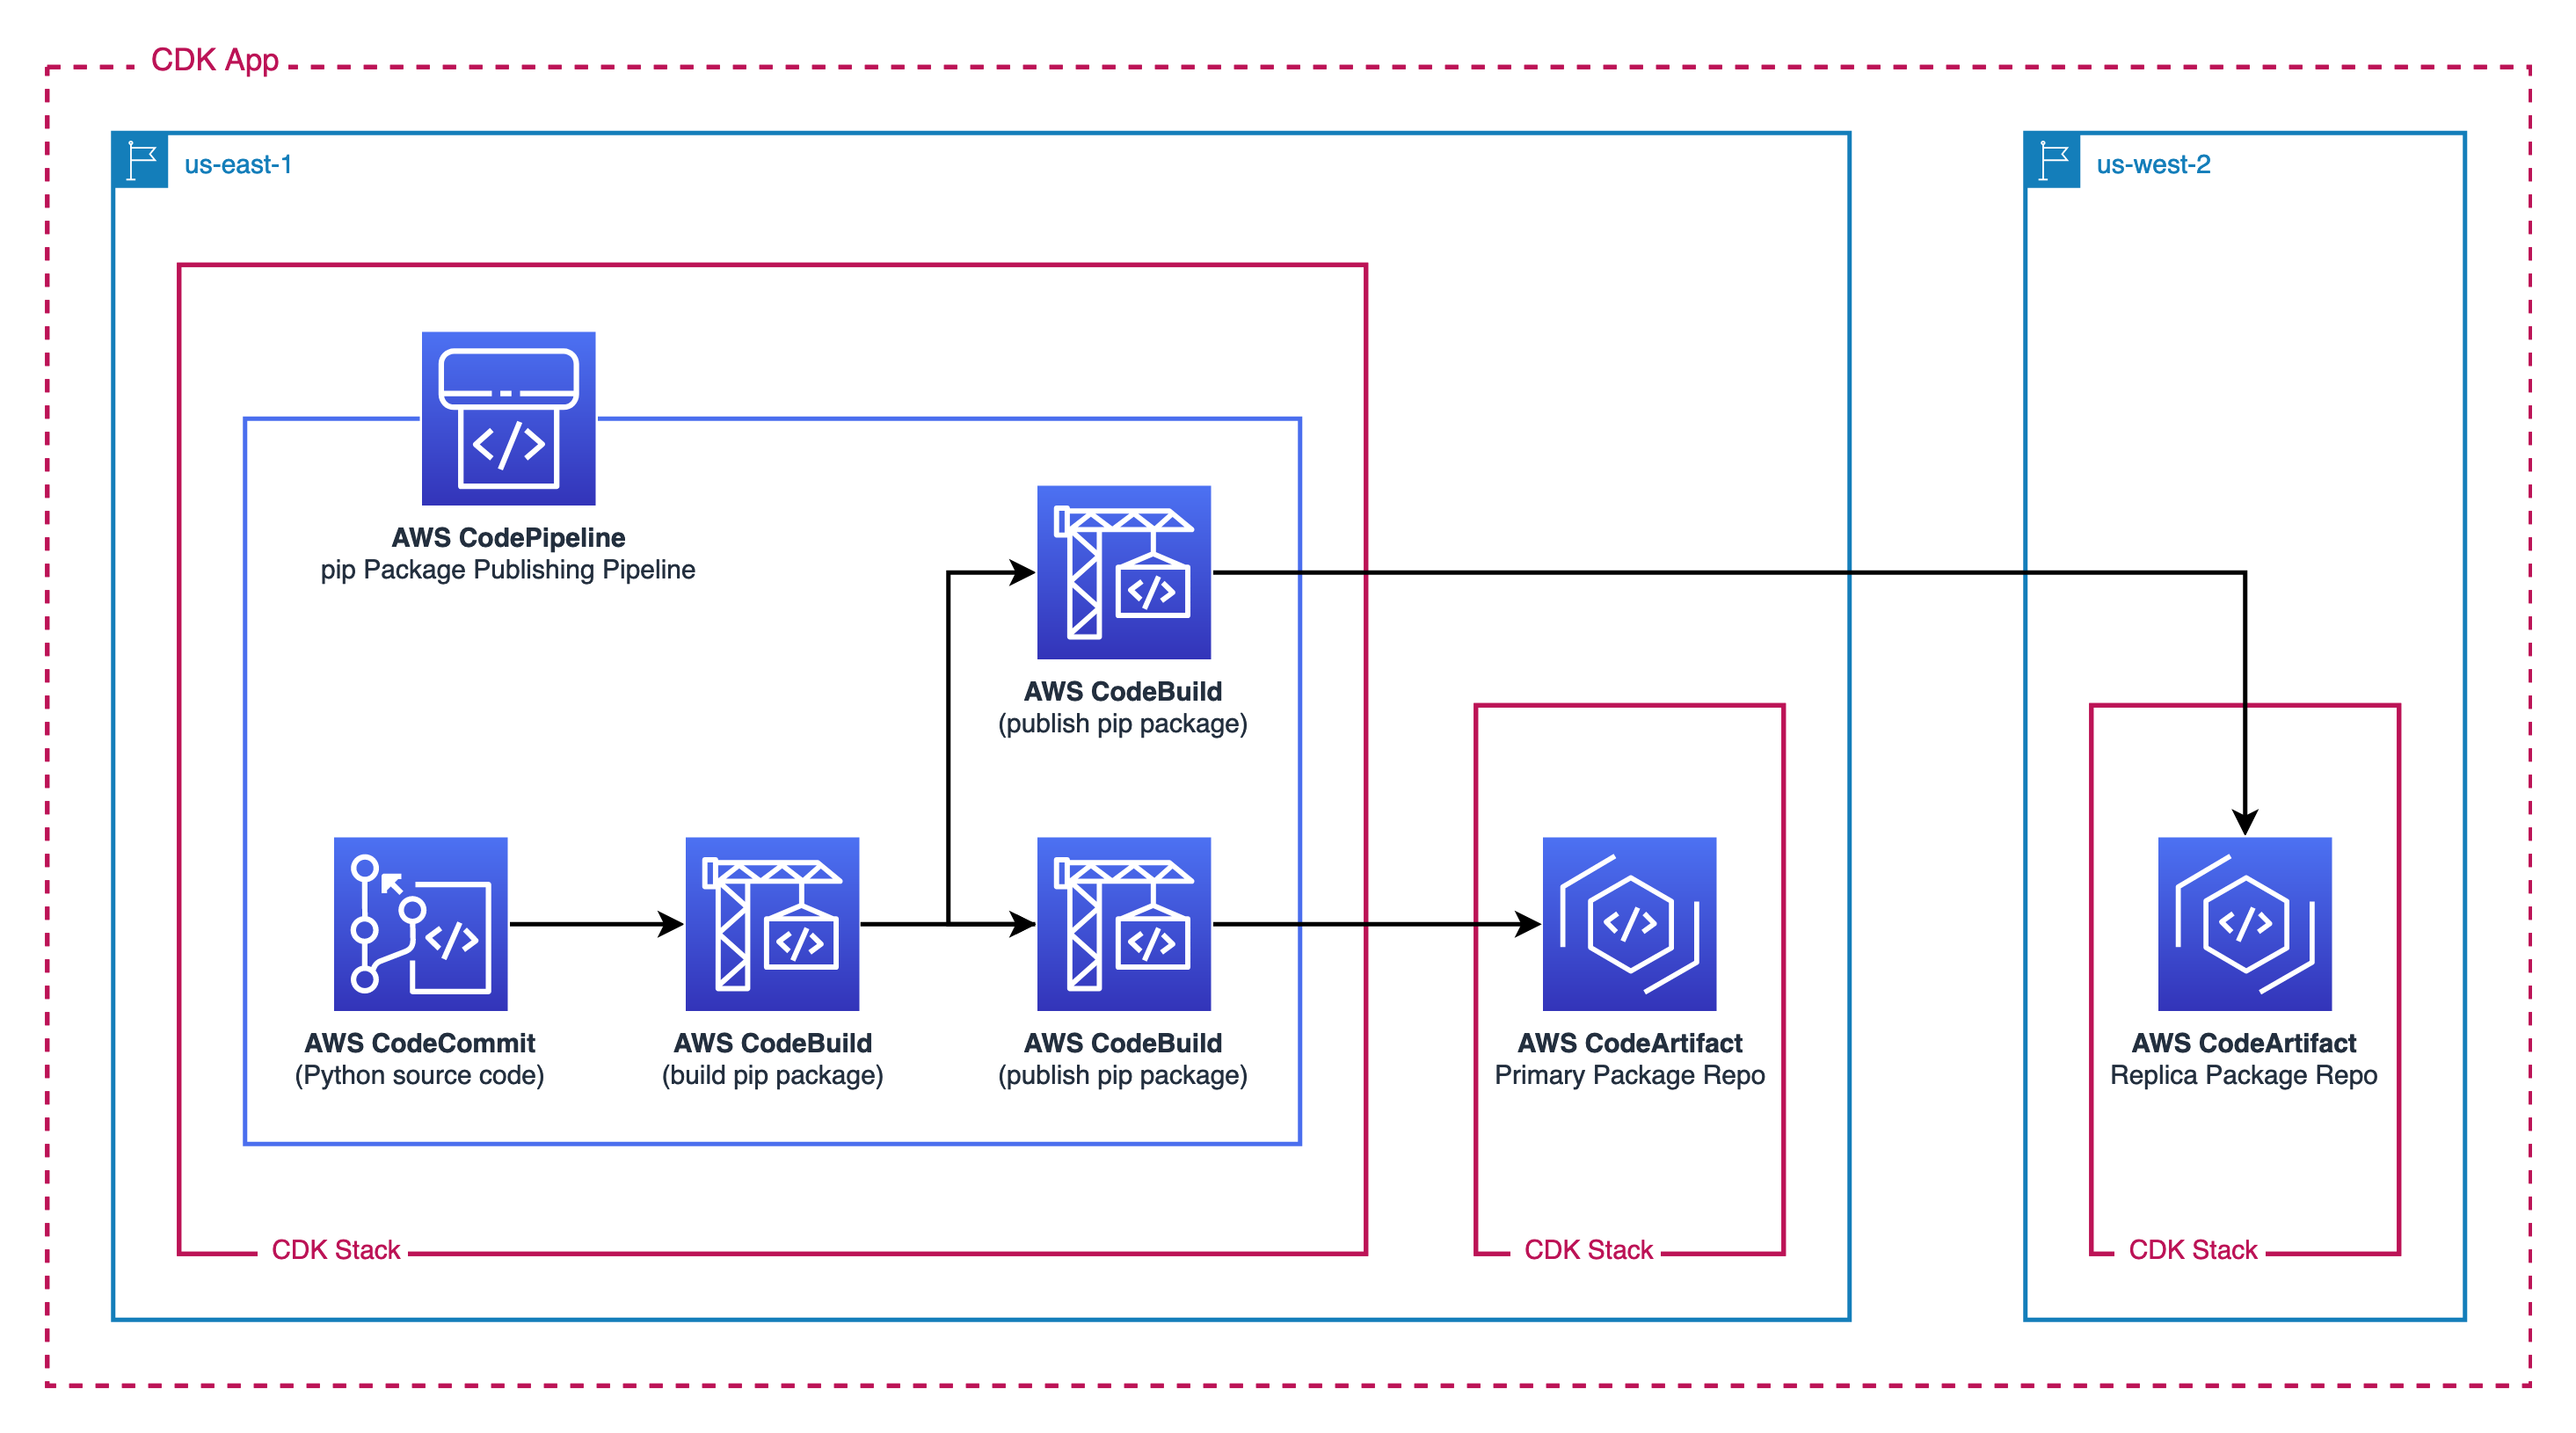 CDK App
us-east-1
us-west-2
AWS CodePipeline
pip Package Publishing Pipeline
AWS CodeBuild
(publish pip package)
AWS CodeCommit
(Python source code)
AWS CodeBuild
(build pip package)
AWS CodeBuild
(publish pip package)
AWS CodeArtifact
Primary Package Repo
AWS CodeArtifact
Replica Package Repo
CDK Stack
CDK Stack
CDK Stack